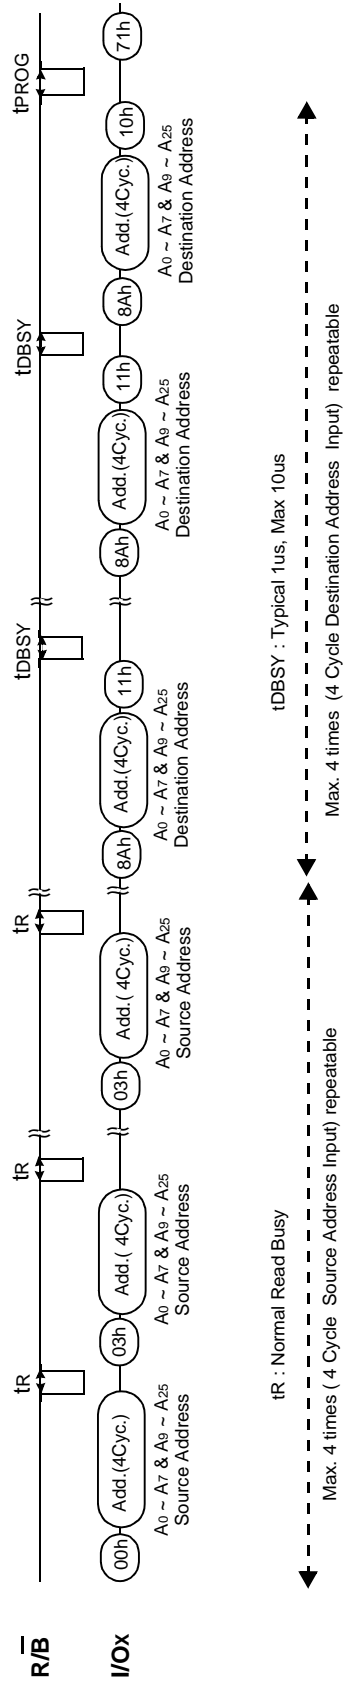 R/B
tR
tR
tR
tDBSY
tDBSY
tPROG
I/Ox
00h
Add.(4Cyc.)
03h
Add.( 4Cyc.)
03h
Add.( 4Cyc.)
8Ah
Add.(4Cyc.)
11h
8Ah
Add.(4Cyc.)
11h
8Ah
Add.(4Cyc.)
10h
71h
A0 ~ A7 & A9 ~ A25
Source Address
A0 ~ A7 & A9 ~ A25
Source Address
A0 ~ A7 & A9 ~ A25
Source Address
A0 ~ A7 & A9 ~ A25
Destination Address
A0 ~ A7 & A9 ~ A25
Destination Address
A0 ~ A7 & A9 ~ A25
Destination Address
tR : Normal Read Busy
tDBSY : Typical 1us, Max 10us
Max. 4 times ( 4 Cycle Source Address Input) repeatable
Max. 4 times (4 Cycle Destination Address Input) repeatable